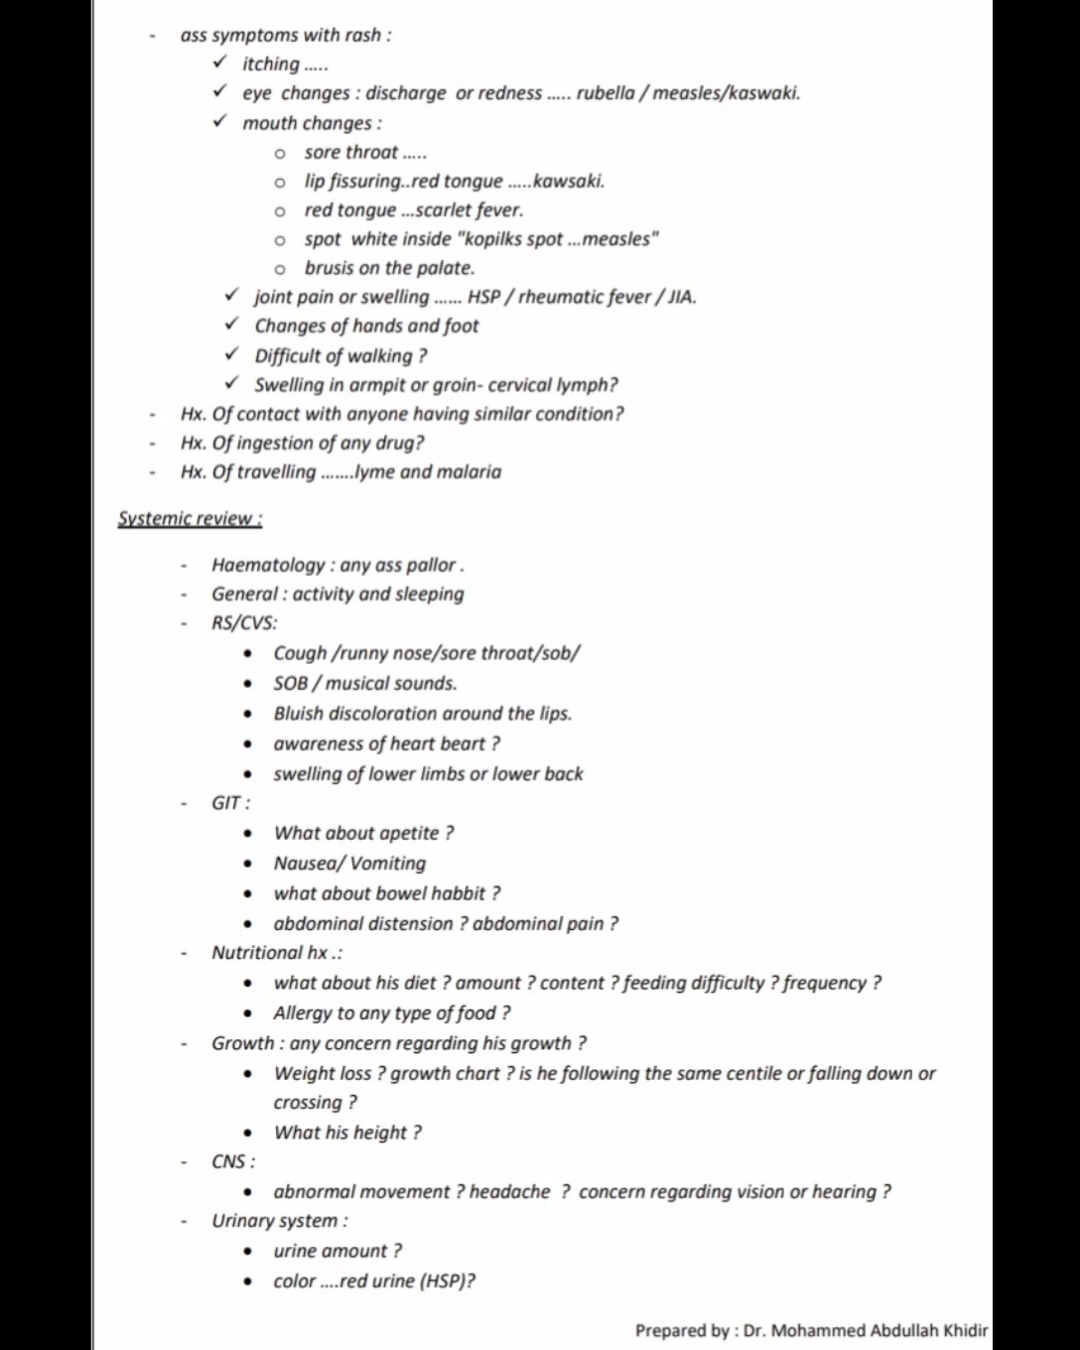 - ass symptoms with rash :
✓ itching .....
✓ eye changes : discharge or redness ..... rubella / measles/kaswaki.
✓ mouth changes :
o sore throat .....
o lip fissuring..red tongue .....kawsaki.
o red tongue ...scarlet fever.
o spot white inside "kopilks spot ...measles"
o brusis on the palate.
✓ joint pain or swelling ...... HSP / rheumatic fever / JIA.
✓ Changes of hands and foot
✓ Difficult of walking ?
✓ Swelling in armpit or groin- cervical lymph?
- Hx. Of contact with anyone having similar condition?
- Hx. Of ingestion of any drug?
- Hx. Of travelling .......lyme and malaria
Systemic review :
- Haematology : any ass pallor .
- General : activity and sleeping
- RS/CVS:
• Cough /runny nose/sore throat/sob/
• SOB / musical sounds.
• Bluish discoloration around the lips.
• awareness of heart beart ?
• swelling of lower limbs or lower back
- GIT :
• What about apetite ?
• Nausea/ Vomiting
• what about bowel habbit ?
• abdominal distension ? abdominal pain ?
- Nutritional hx .:
• what about his diet ? amount ? content ? feeding difficulty ? frequency ?
• Allergy to any type of food ?
- Growth : any concern regarding his growth ?
• Weight loss ? growth chart ? is he following the same centile or falling down or
crossing ?
• What his height ?
- CNS :
• abnormal movement ? headache ? concern regarding vision or hearing ?
- Urinary system :
• urine amount ?
• color ....red urine (HSP)?
Prepared by : Dr. Mohammed Abdullah Khidir